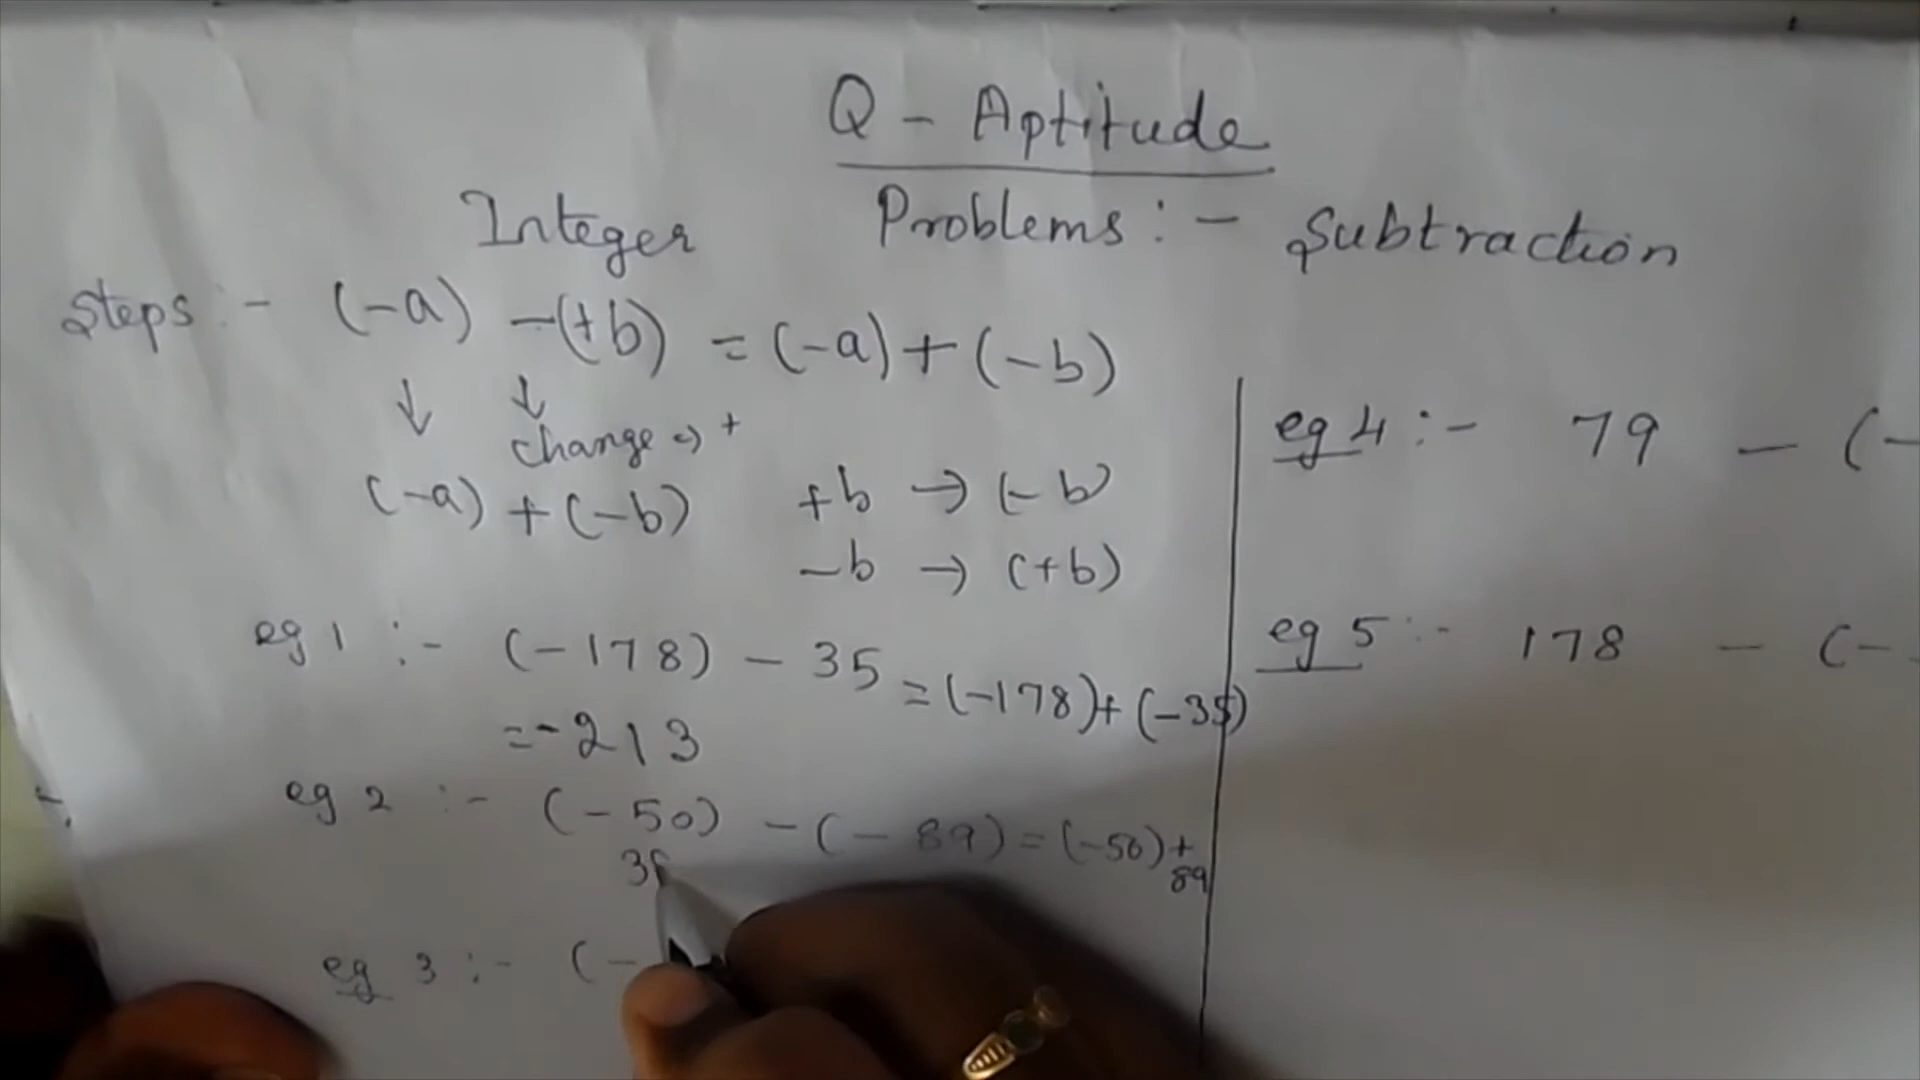 Q - Aptitude
Integer Problems :- Subtraction
Steps :- (-a) -(+b) = (-a) + (-b)
↓ ↓
change => +
(-a) + (-b) +b → (-b)
-b → (+b)
eg 1 :- (-178) - 35 = (-178) + (-35)
= -213
eg 2 :- (-50) - (-89) = (-50) +
89
3
eg 3 :- (-
eg 4 :- 79 - (-
eg 5 :- 178 - (-